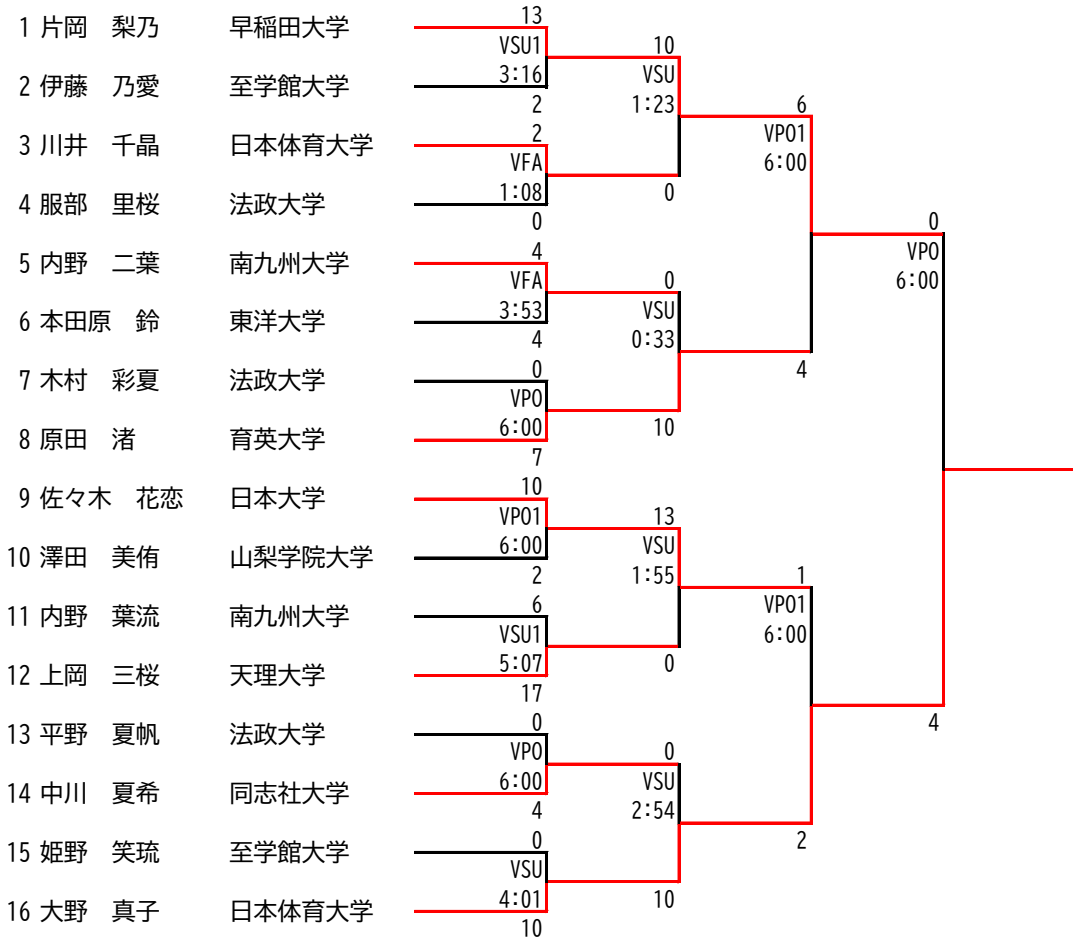 1 片岡　梨乃　早稲田大学
2 伊藤　乃愛　至学館大学
3 川井　千晶　日本体育大学
4 服部　里桜　法政大学
5 内野　二葉　南九州大学
6 本田原　鈴　東洋大学
7 木村　彩夏　法政大学
8 原田　渚　育英大学
9 佐々木　花恋　日本大学
10 澤田　美侑　山梨学院大学
11 内野　葉流　南九州大学
12 上岡　三桜　天理大学
13 平野　夏帆　法政大学
14 中川　夏希　同志社大学
15 姫野　笑琉　至学館大学
16 大野　真子　日本体育大学
13
VSU1
3:16
2
2
VFA
1:08
0
4
VFA
3:53
4
0
VPO
6:00
7
10
VPO1
6:00
2
6
VSU1
5:07
17
0
VPO
6:00
4
0
VSU
4:01
10
10
VSU
1:23
0
0
VSU
0:33
10
13
VSU
1:55
0
0
VSU
2:54
10
6
VPO1
6:00
4
1
VPO1
6:00
2
0
VPO
6:00
4